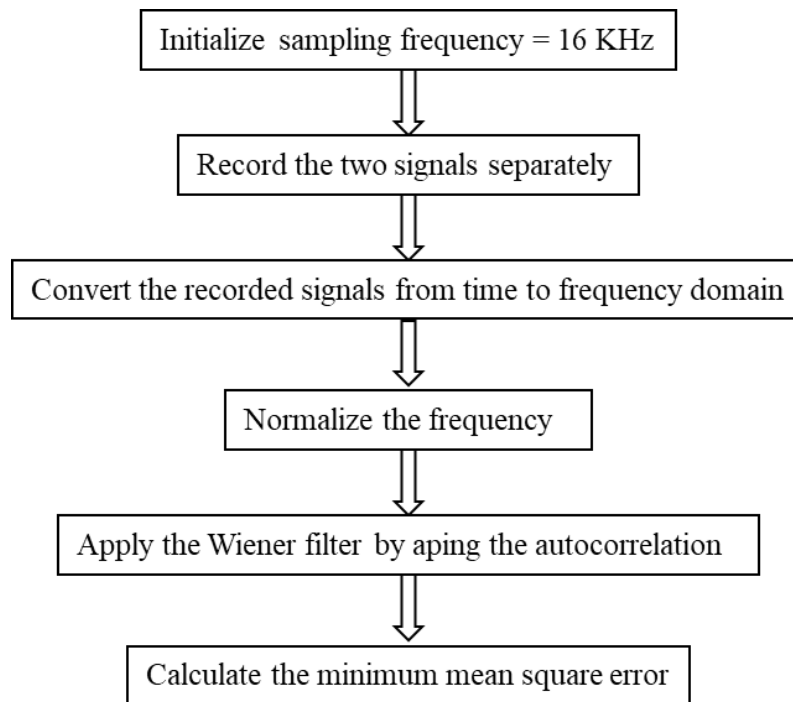 Initialize sampling frequency = 16 KHz
Record the two signals separately
Convert the recorded signals from time to frequency domain
Normalize the frequency
Apply the Wiener filter by aping the autocorrelation
Calculate the minimum mean square error